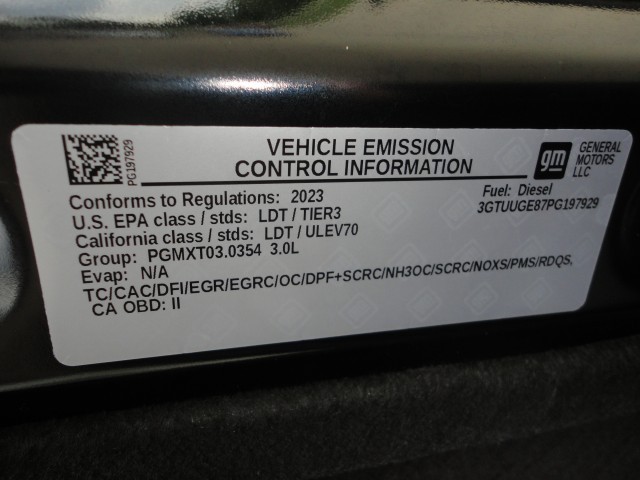 PG197929
VEHICLE EMISSION
CONTROL INFORMATION
gm
GENERAL
MOTORS
LLC
Conforms to Regulations: 2023
Fuel: Diesel
U.S. EPA class / stds: LDT / TIER3
3GTUUGE87PG197929
California class / stds: LDT / ULEV70
Group: PGMXT03.0354 3.0L
Evap: N/A
TC/CAC/DFI/EGR/EGRC/OC/DPF+SCRC/NH3OC/SCRC/NOXS/PMS/RDQS,
CA OBD: II